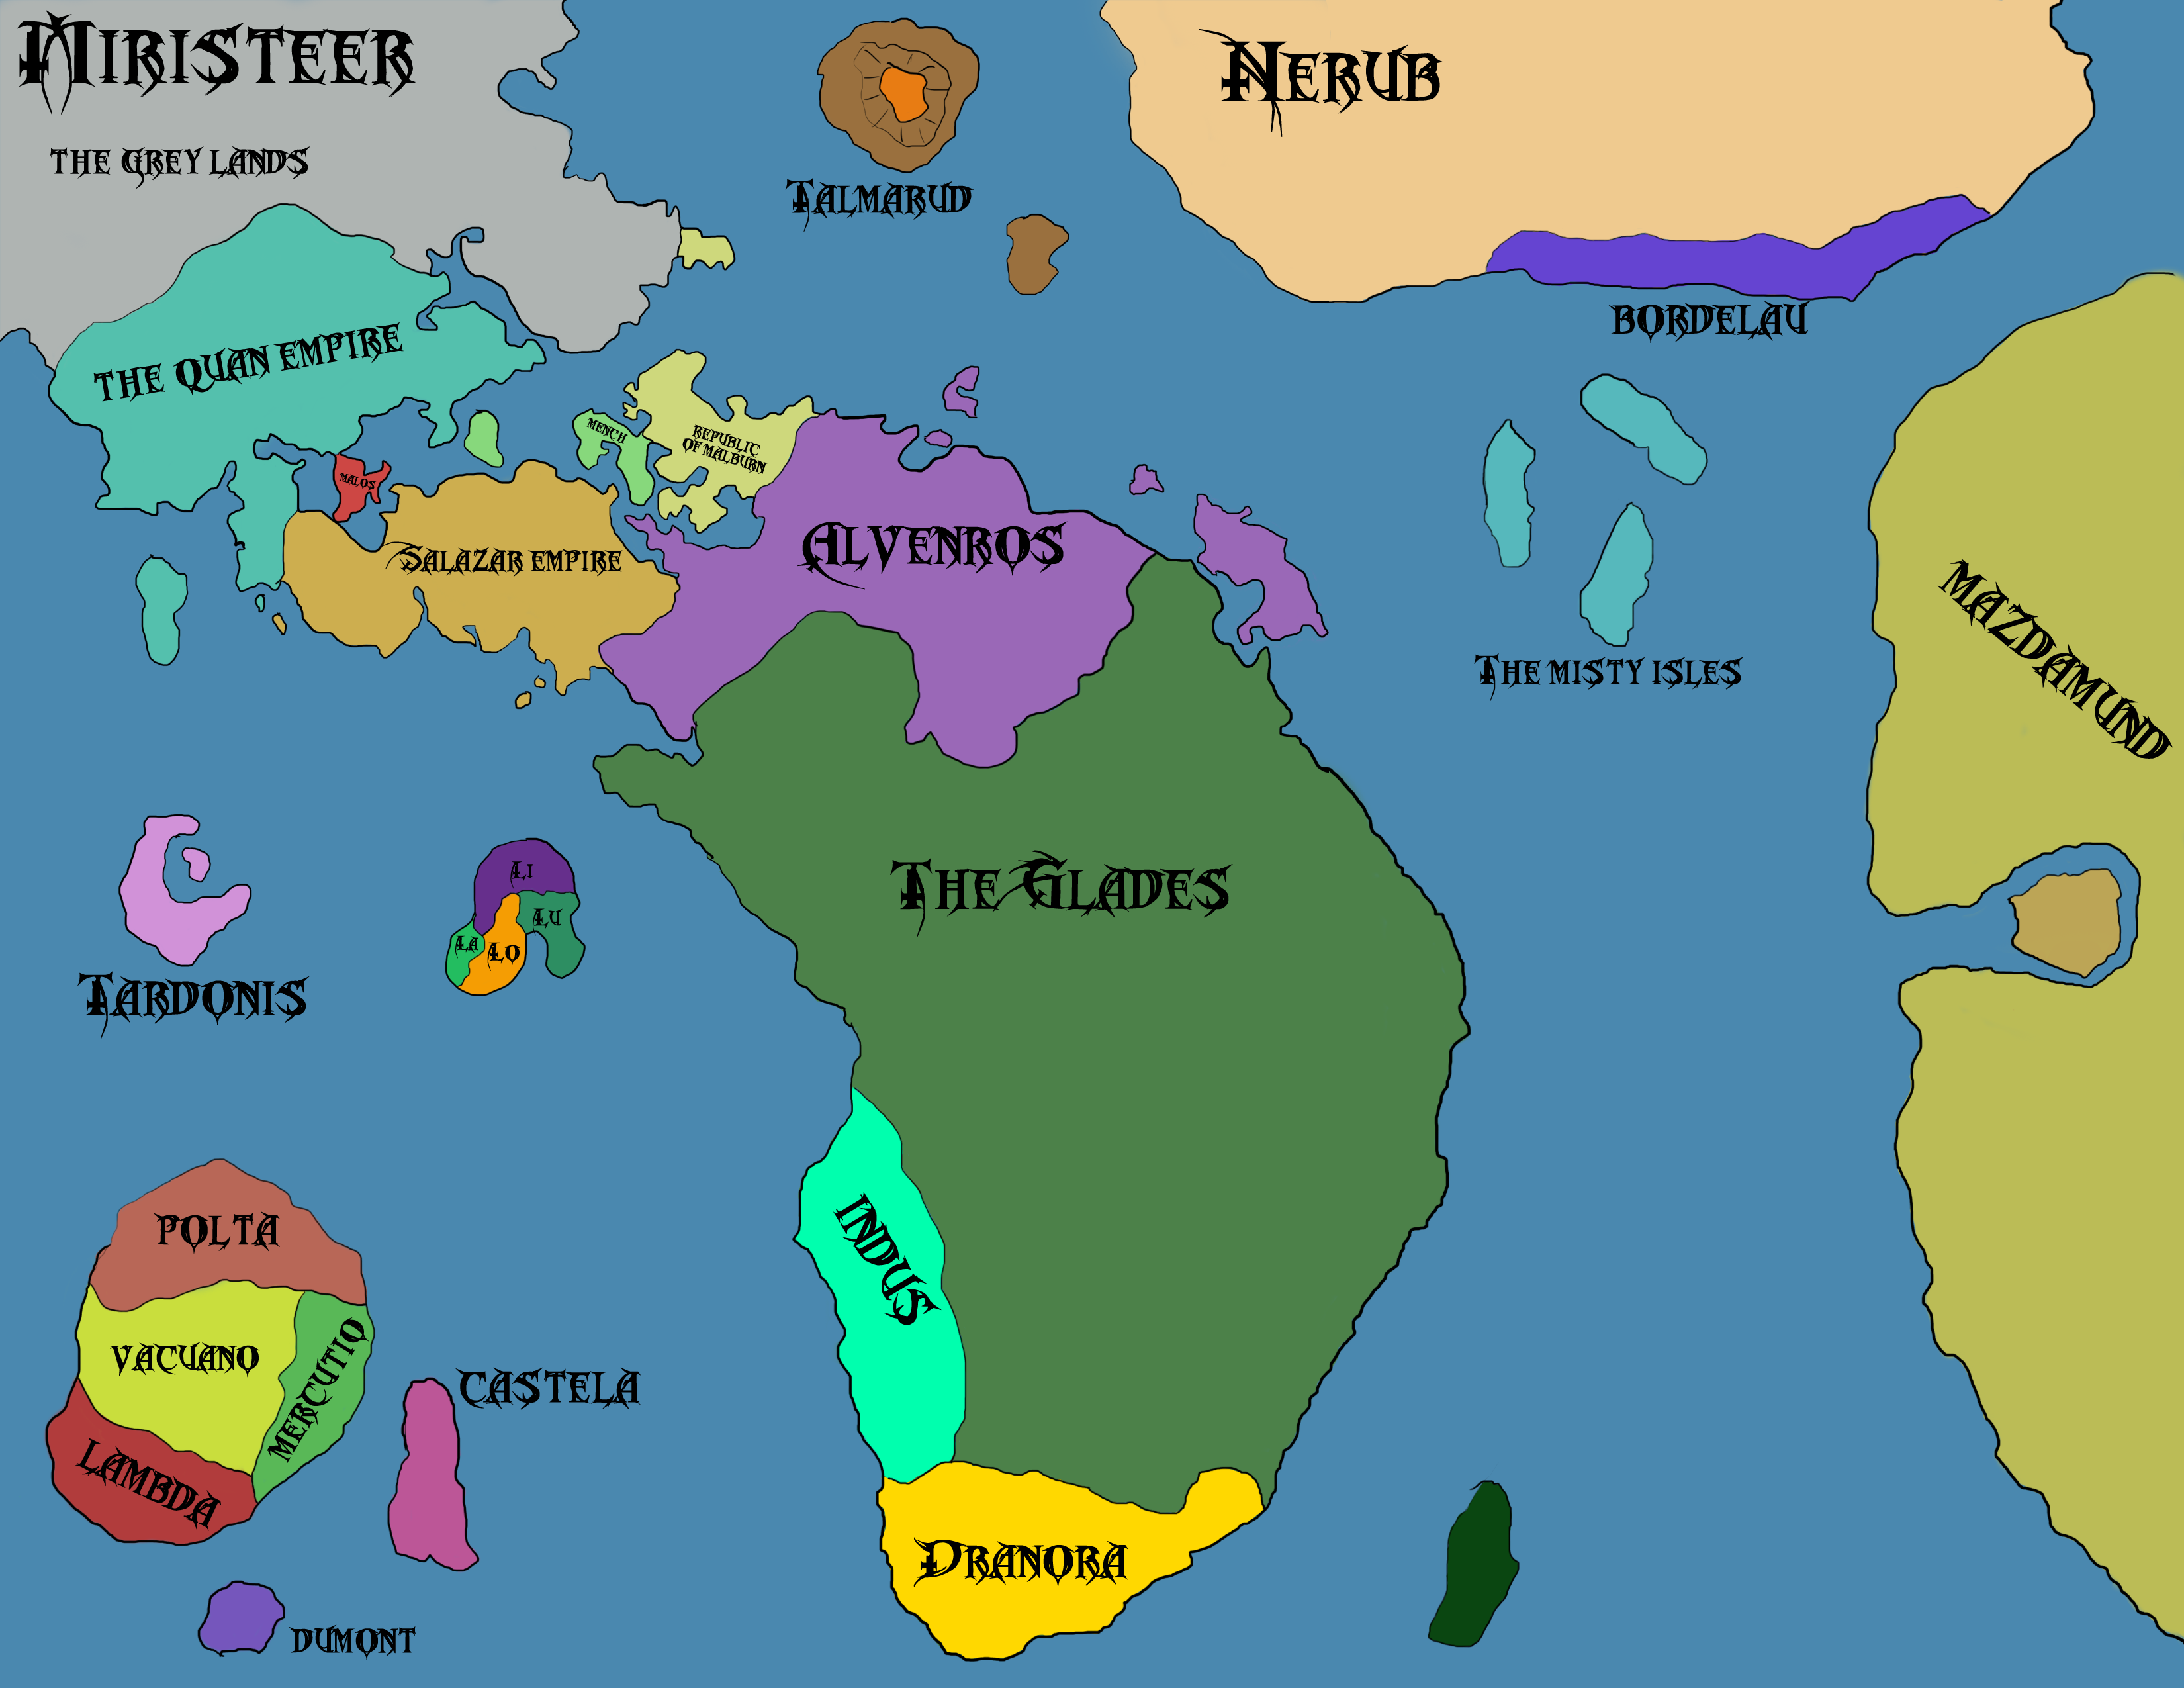 THE GREY LANDS
TALMARUD
NERUB
BORDELAU
THE QUAN EMPIRE
MENCH
REPUBLIC
OF MALBURN
MALOS
SALAZAR EMPIRE
ALVENROS
THE MISTY ISLES
MAZDAMUND
THE GLADES
LI
LU
LA
LO
TARDONIS
INDUS
POLTA
VACUANO
MERCUTIO
LAMBDA
CASTELA
DRANORA
DUMONT